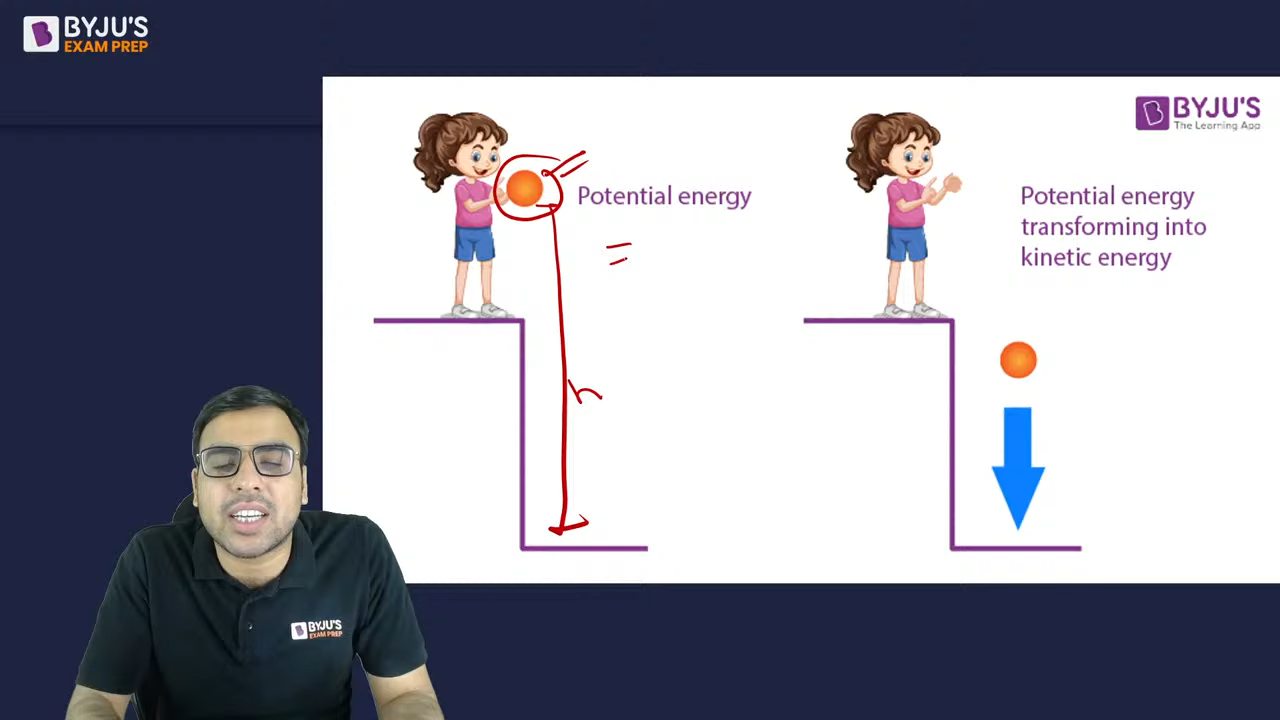 BYJU'S
EXAM PREP
BYJU'S
The Learning App
Potential energy
=
h
Potential energy
transforming into
kinetic energy
BYJU'S
EXAM PREP